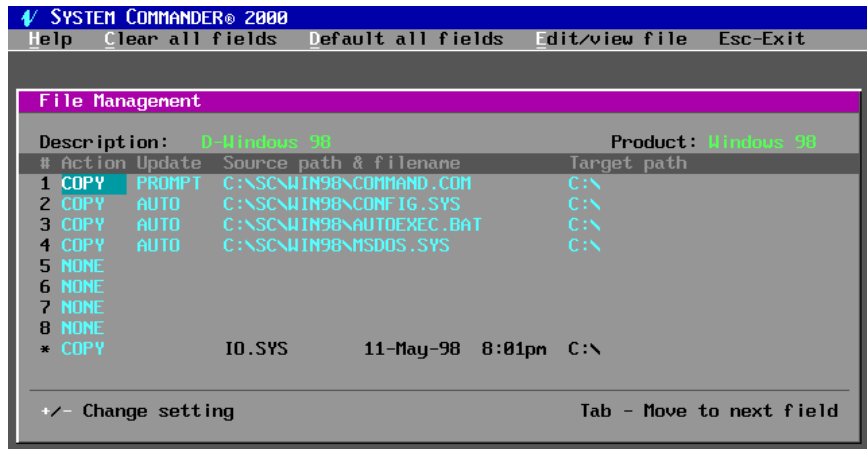 SYSTEM COMMANDER® 2000
Help Clear all fields Default all fields Edit/view file Esc-Exit
File Management
Description: D-Windows 98 Product: Windows 98
# Action Update Source path & filename Target path
1 COPY PROMPT C:\SC\WIN98\COMMAND.COM C:\
2 COPY AUTO C:\SC\WIN98\CONFIG.SYS C:\
3 COPY AUTO C:\SC\WIN98\AUTOEXEC.BAT C:\
4 COPY AUTO C:\SC\WIN98\MSDOS.SYS C:\
5 NONE
6 NONE
7 NONE
8 NONE
* COPY IO.SYS 11-May-98 8:01pm C:\
+/- Change setting Tab - Move to next field